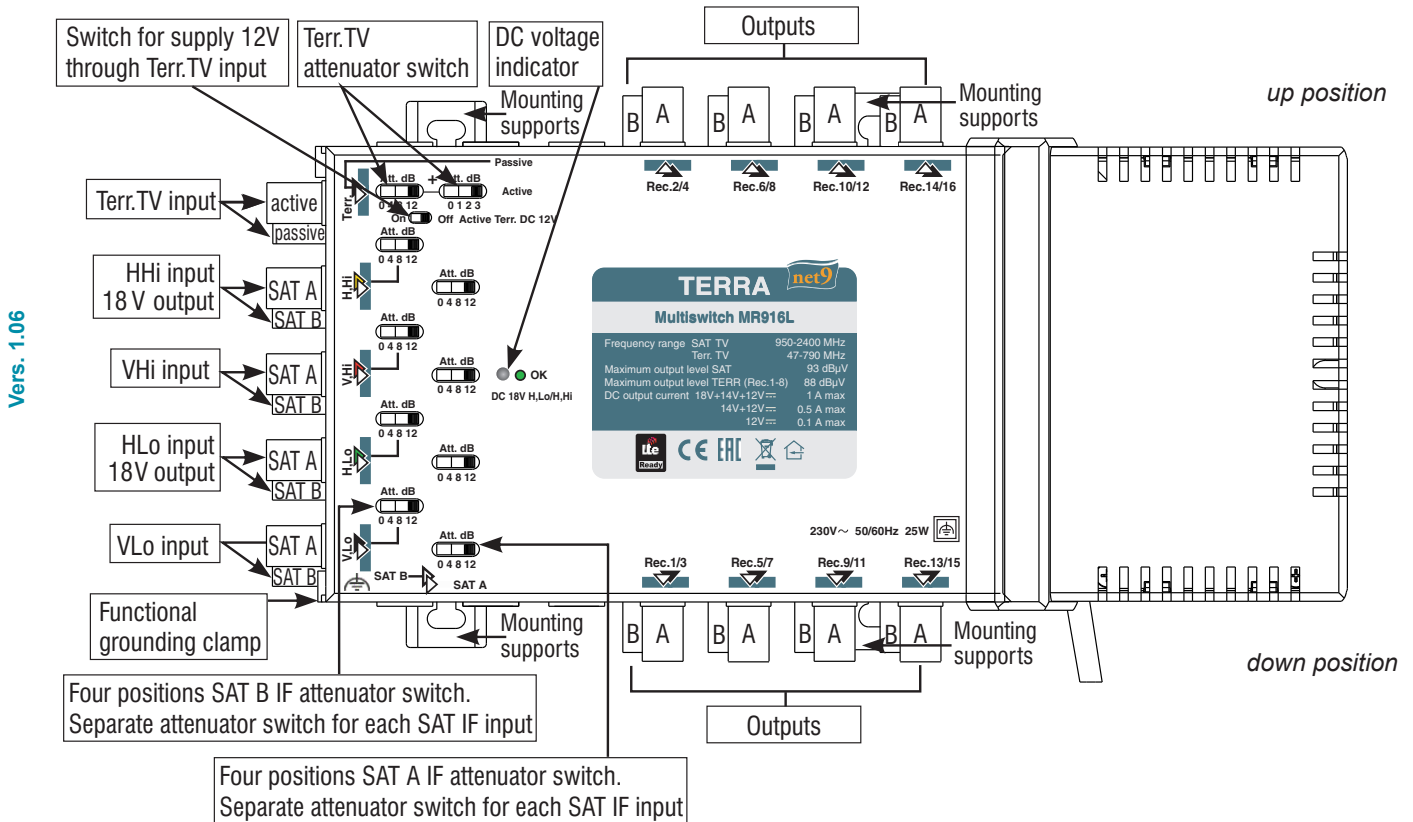 Switch for supply 12V
through Terr.TV input
Terr.TV
attenuator switch
DC voltage
indicator
Outputs
up position
Mounting
supports
B A
B A
B A
B A
Mounting
supports
Passive
Att. dB + Att. dB
Active
0 4 8 12 0 1 2 3
On Off Active Terr. DC 12V
Terr.
Rec.2/4
Rec.6/8
Rec.10/12
Rec.14/16
Terr.TV input
active
passive
Att. dB
0 4 8 12
HHi input
18 V output
SAT A
SAT B
H,Hi
Att. dB
0 4 8 12
Att. dB
0 4 8 12
VHi input
SAT A
SAT B
V,Hi
Att. dB
0 4 8 12
OK
DC 18V H,Lo/H,Hi
Att. dB
0 4 8 12
HLo input
18V output
SAT A
SAT B
H,Lo
Att. dB
0 4 8 12
Att. dB
0 4 8 12
VLo input
SAT A
SAT B
V,Lo
Att. dB
0 4 8 12
SAT B
SAT A
TERRA net9
Multiswitch MR916L
Frequency range SAT TV 950-2400 MHz
Terr. TV 47-790 MHz
Maximum output level SAT 93 dBµV
Maximum output level TERR (Rec.1-8) 88 dBµV
DC output current 18V+14V+12V⎓ 1 A max
14V+12V⎓ 0.5 A max
12V⎓ 0.1 A max
lte
Ready
CE EAC
230V~ 50/60Hz 25W
Rec.1/3
Rec.5/7
Rec.9/11
Rec.13/15
Functional
grounding clamp
Mounting
supports
B A
B A
B A
B A
Mounting
supports
down position
Four positions SAT B IF attenuator switch.
Separate attenuator switch for each SAT IF input
Outputs
Four positions SAT A IF attenuator switch.
Separate attenuator switch for each SAT IF input
Vers. 1.06